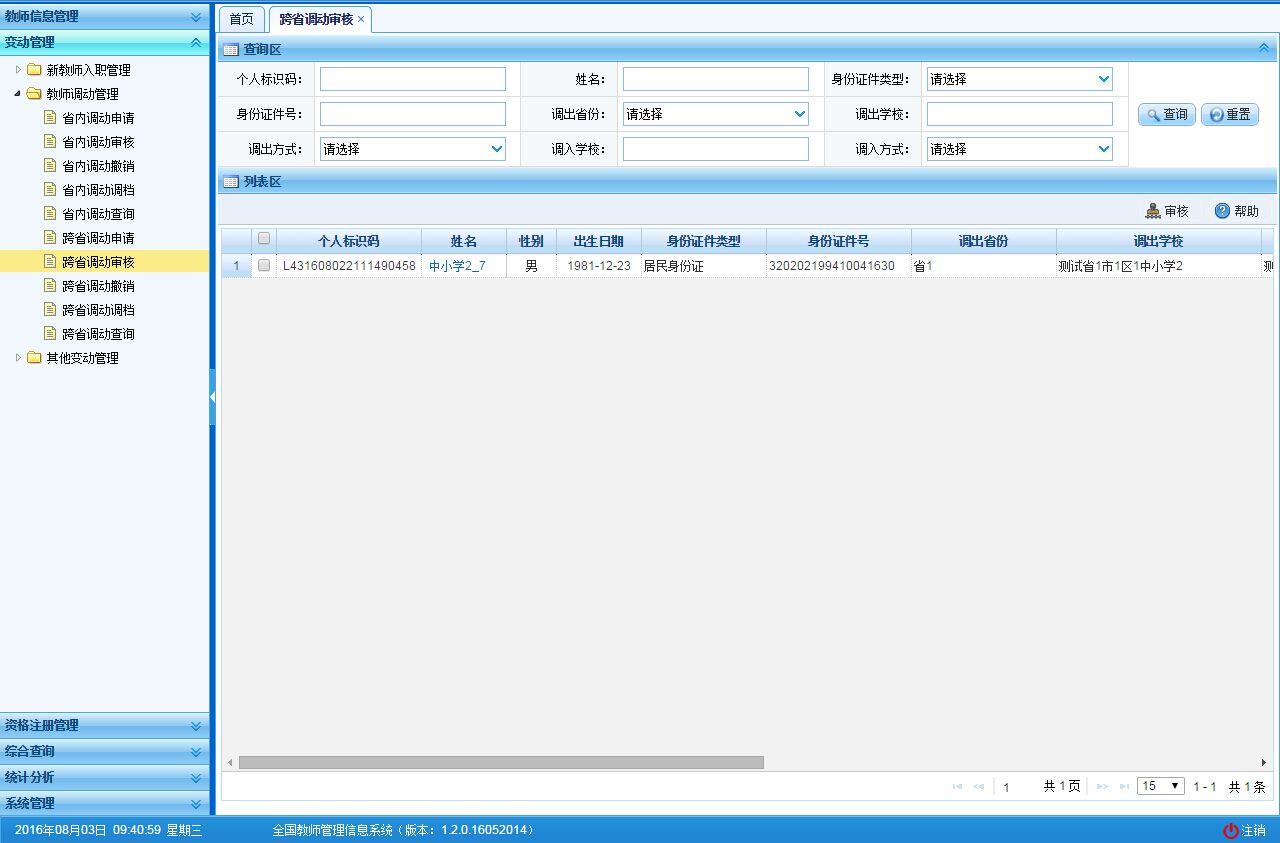 教师信息管理
变动管理
新教师入职管理
教师调动管理
省内调动申请
省内调动审核
省内调动撤销
省内调动调档
省内调动查询
跨省调动申请
跨省调动审核
跨省调动撤销
跨省调动调档
跨省调动查询
其他变动管理
资格注册管理
综合查询
统计分析
系统管理
首页 跨省调动审核 ×
查询区
个人标识码: 姓名: 身份证件类型: 请选择
身份证件号: 调出省份: 请选择 调出学校:
调出方式: 请选择 调入学校: 调入方式: 请选择
查询 重置
列表区
审核 帮助
个人标识码 姓名 性别 出生日期 身份证件类型 身份证件号 调出省份 调出学校
1 L431608022111490458 中小学2_7 男 1981-12-23 居民身份证 320202199410041630 省1 测试省1市1区1中小学2 测
1 共 1 页 15 1 - 1 共 1 条
2016年08月03日 09:40:59 星期三 全国教师管理信息系统（版本：1.2.0.16052014） 注销